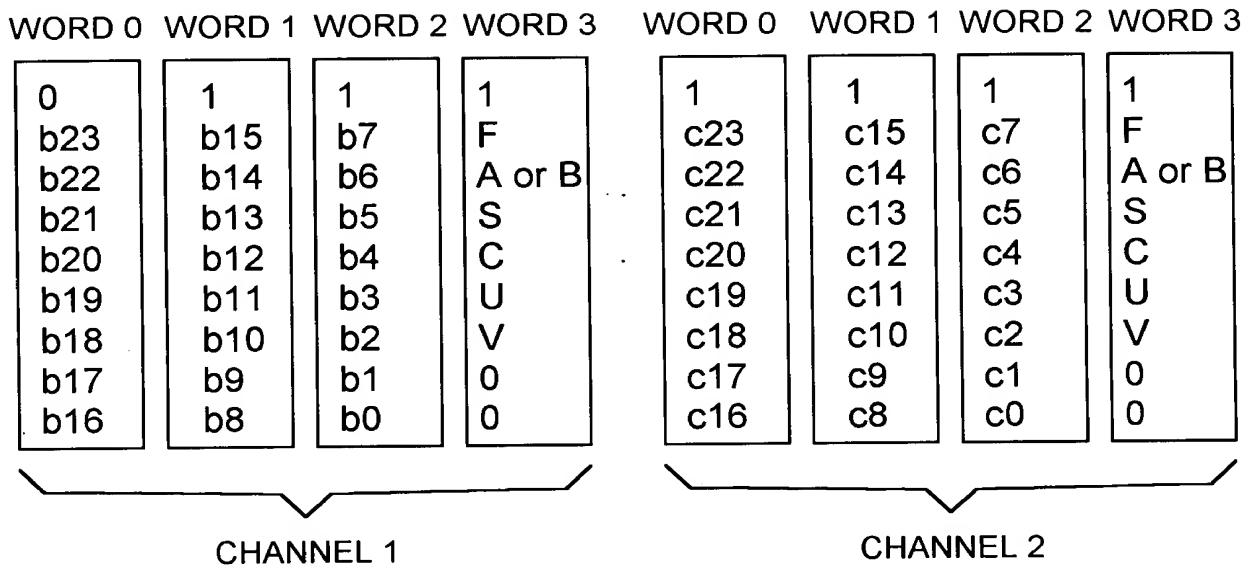 WORD 0 WORD 1 WORD 2 WORD 3 WORD 0 WORD 1 WORD 2 WORD 3
0 1 1 1 1 1 1 1
b23 b15 b7 F c23 c15 c7 F
b22 b14 b6 A or B c22 c14 c6 A or B
b21 b13 b5 S c21 c13 c5 S
b20 b12 b4 C c20 c12 c4 C
b19 b11 b3 U c19 c11 c3 U
b18 b10 b2 V c18 c10 c2 V
b17 b9 b1 0 c17 c9 c1 0
b16 b8 b0 0 c16 c8 c0 0
CHANNEL 1 CHANNEL 2